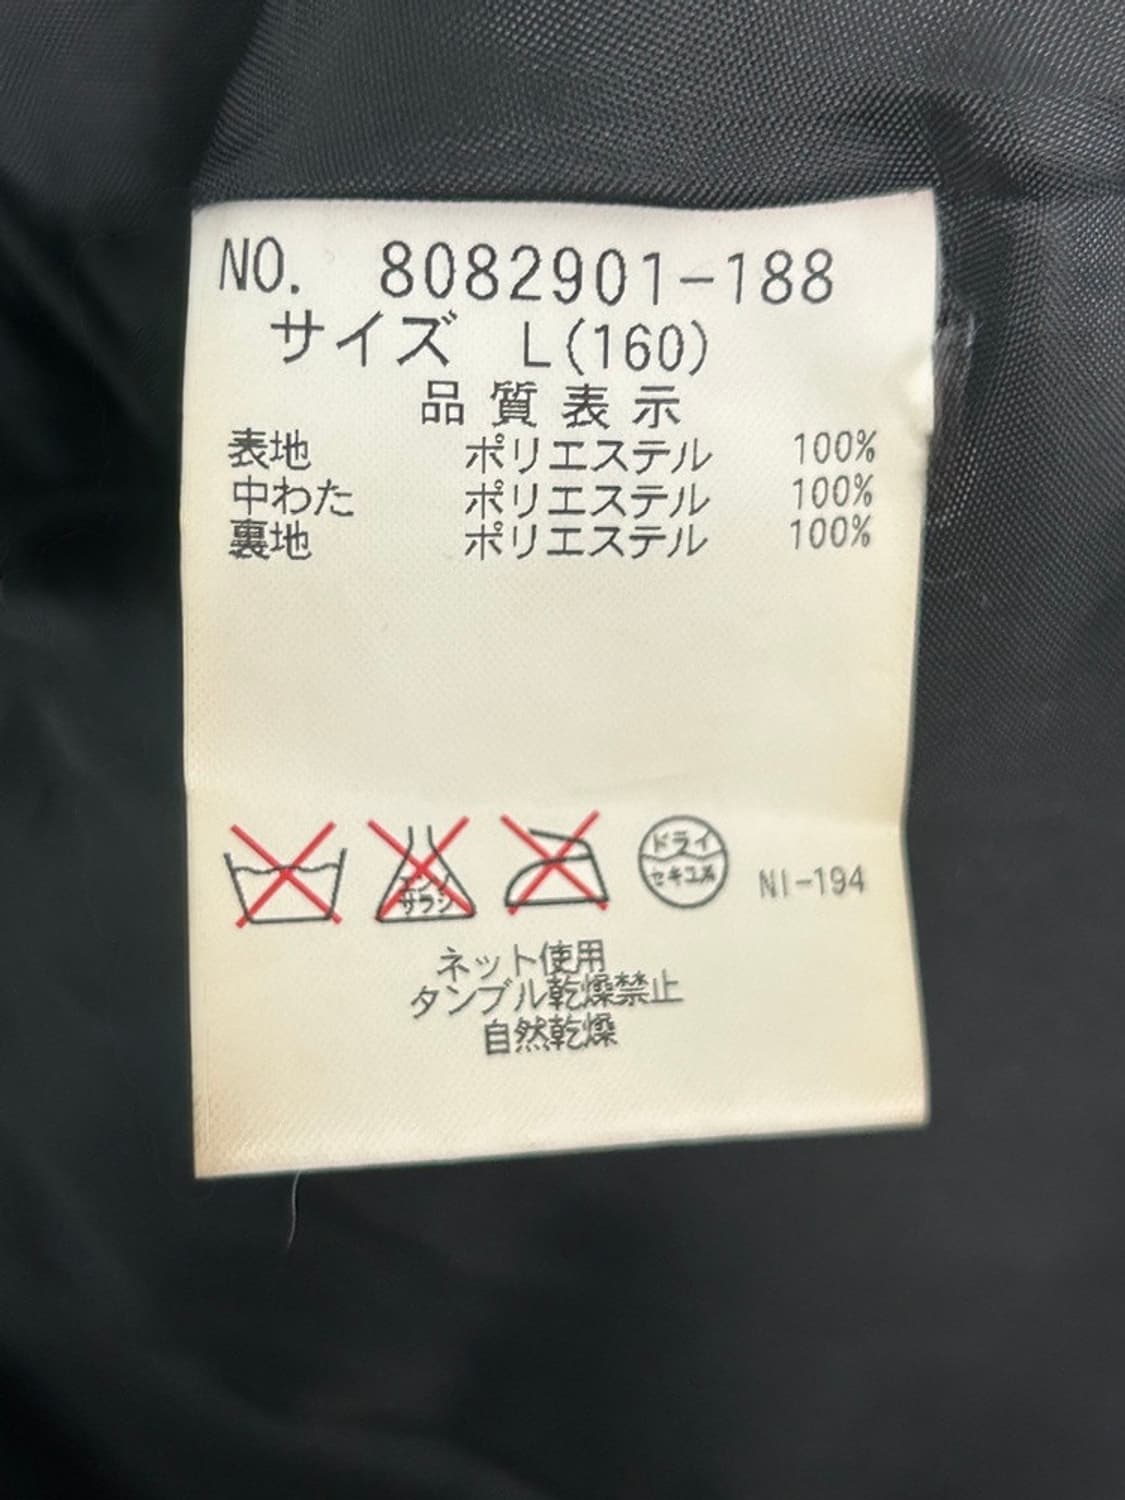 NO. 8082901-188
サイズ L(160)
品質表示
表地 ポリエステル 100%
中わた ポリエステル 100%
裏地 ポリエステル 100%
エンソ
サラシ
ドライ
セキユ系
NI-194
ネット使用
タンブル乾燥禁止
自然乾燥